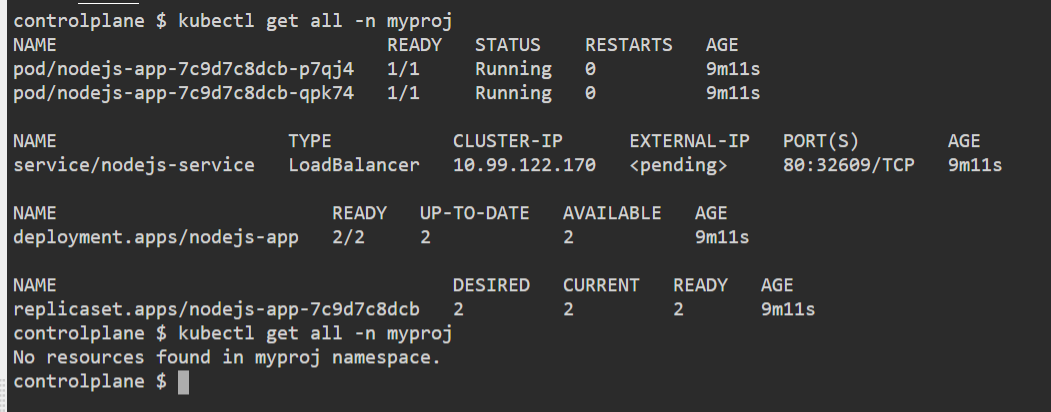 controlplane $ kubectl get all -n myproj
NAME READY STATUS RESTARTS AGE
pod/nodejs-app-7c9d7c8dcb-p7qj4 1/1 Running 0 9m11s
pod/nodejs-app-7c9d7c8dcb-qpk74 1/1 Running 0 9m11s
NAME TYPE CLUSTER-IP EXTERNAL-IP PORT(S) AGE
service/nodejs-service LoadBalancer 10.99.122.170 <pending> 80:32609/TCP 9m11s
NAME READY UP-TO-DATE AVAILABLE AGE
deployment.apps/nodejs-app 2/2 2 2 9m11s
NAME DESIRED CURRENT READY AGE
replicaset.apps/nodejs-app-7c9d7c8dcb 2 2 2 9m11s
controlplane $ kubectl get all -n myproj
No resources found in myproj namespace.
controlplane $